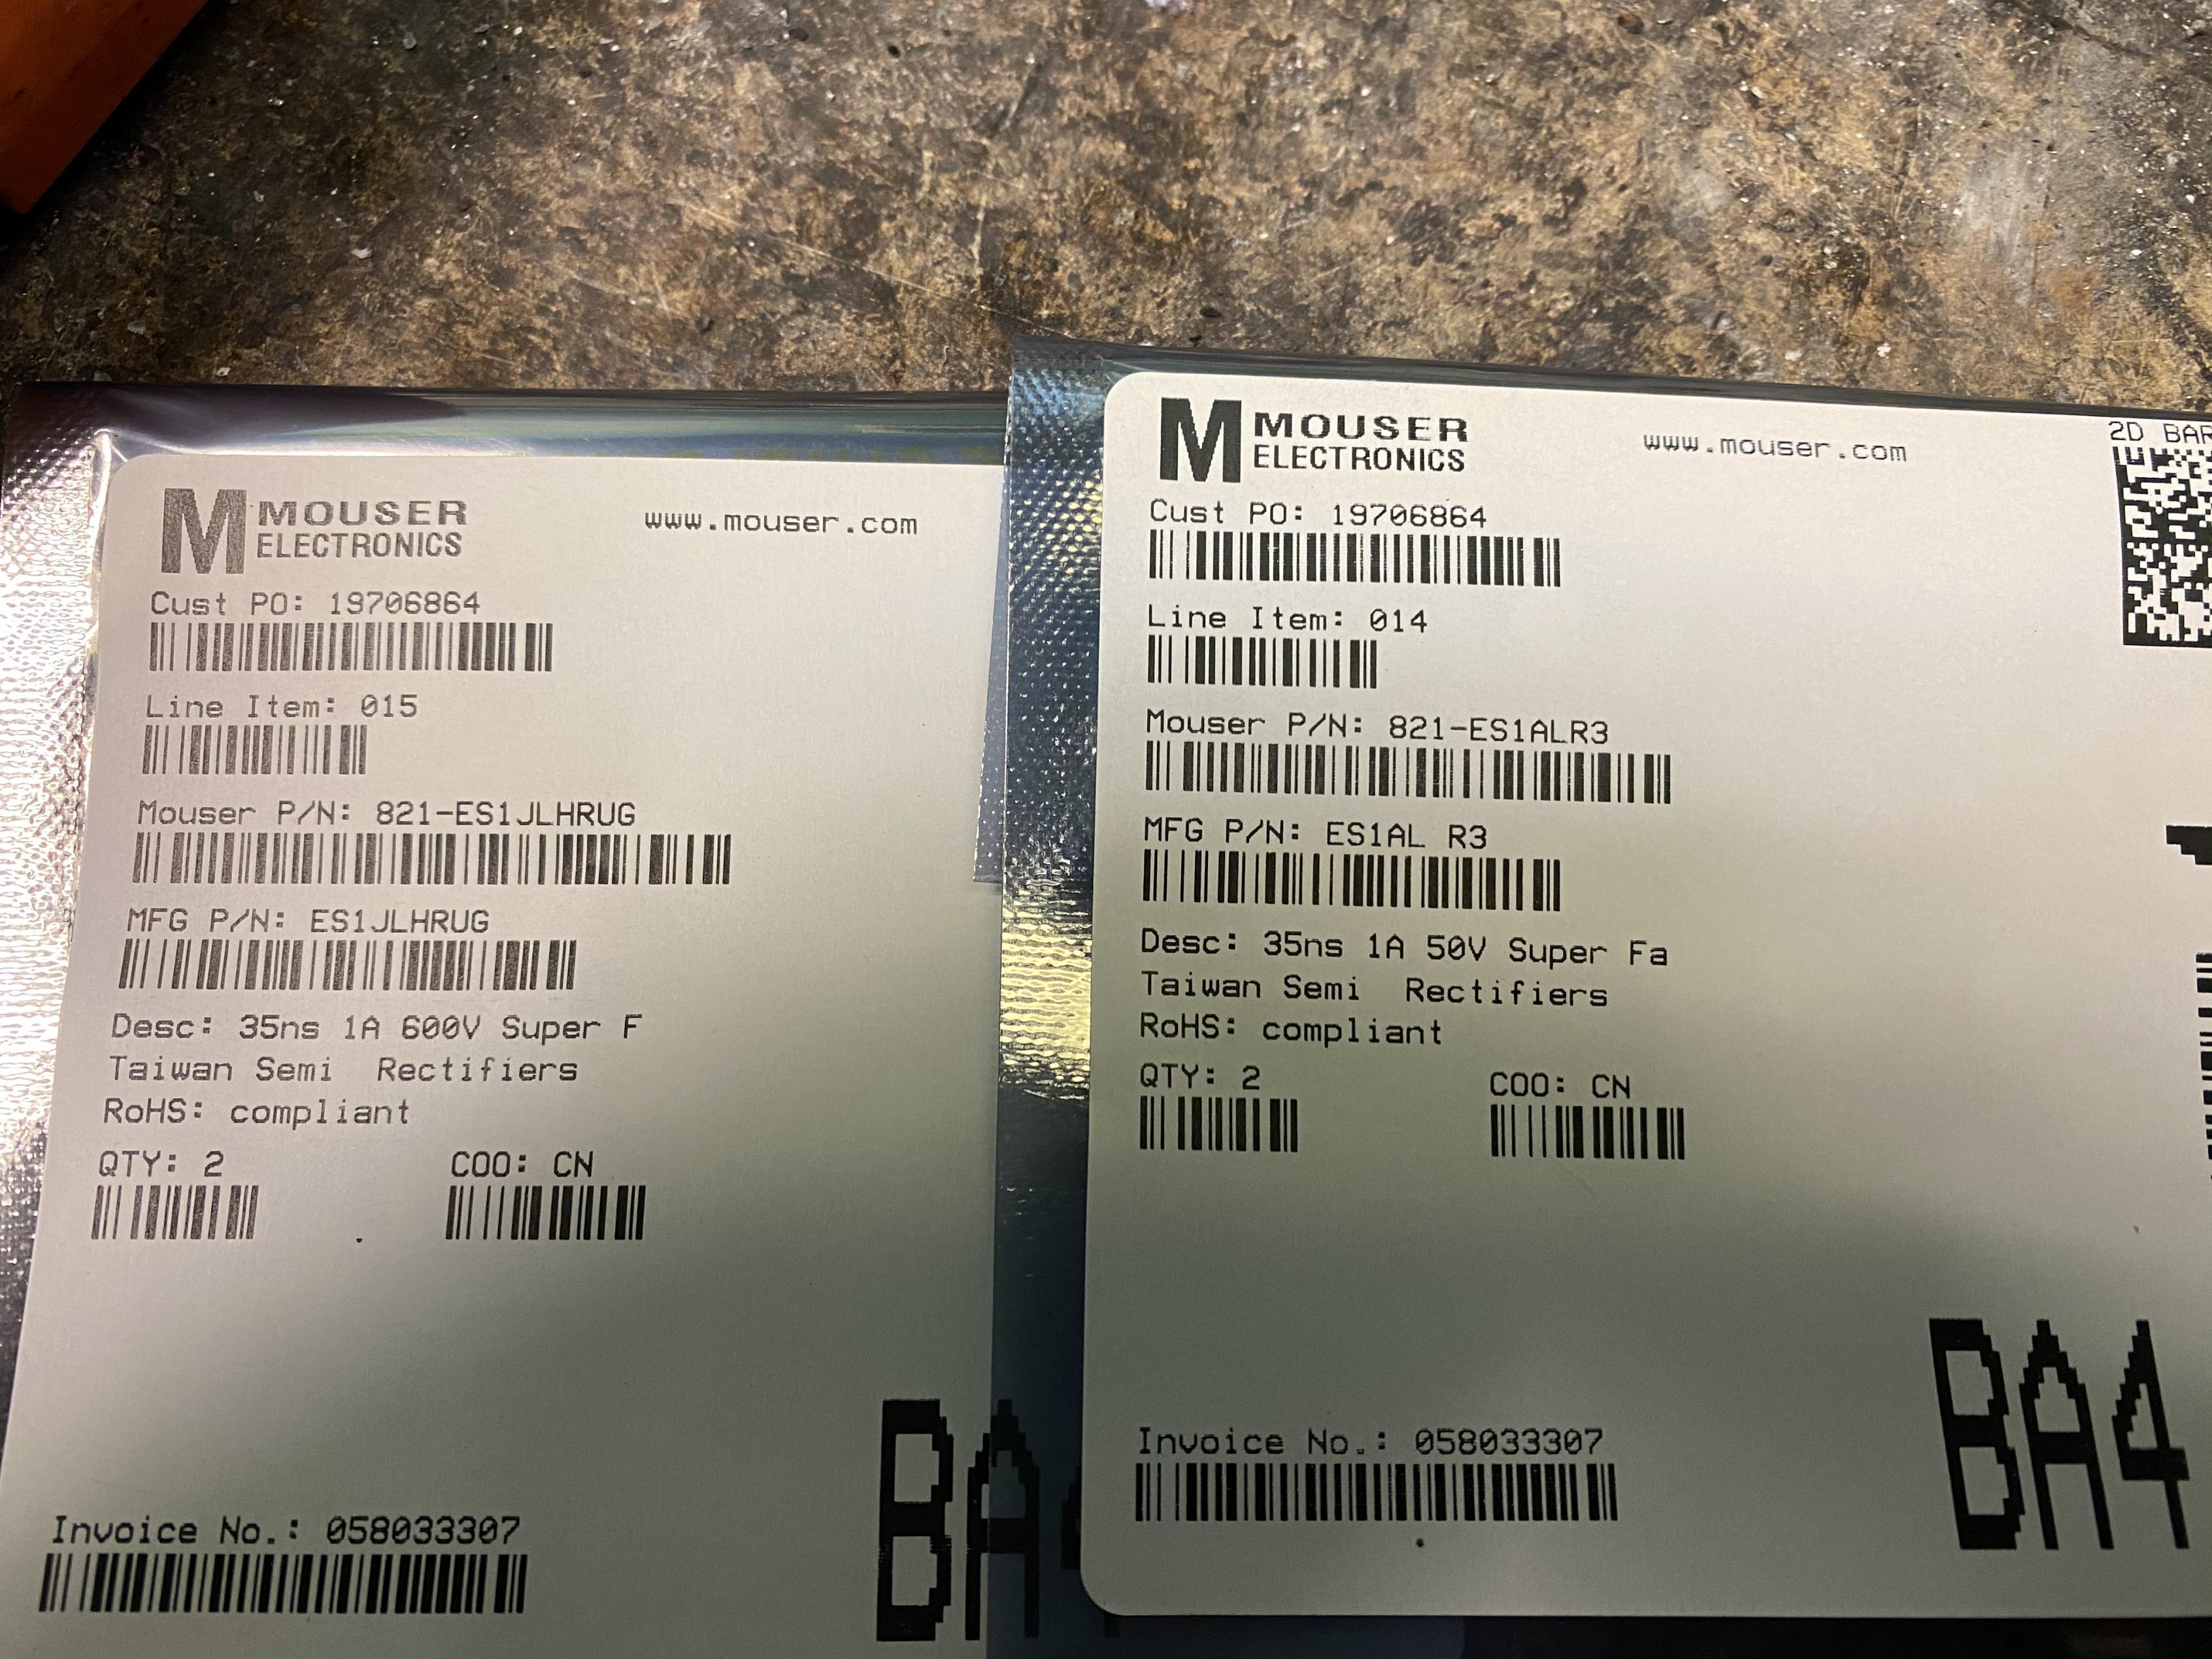 MOUSER
ELECTRONICS
www.mouser.com
Cust PO: 19706864
Line Item: 015
Mouser P/N: 821-ES1JLHRUG
MFG P/N: ES1JLHRUG
Desc: 35ns 1A 600V Super F
Taiwan Semi Rectifiers
RoHS: compliant
QTY: 2 COO: CN
Invoice No.: 058033307
BA4
M MOUSER
ELECTRONICS
www.mouser.com
2D BAR
Cust PO: 19706864
Line Item: 014
Mouser P/N: 821-ES1ALR3
MFG P/N: ES1AL R3
Desc: 35ns 1A 50V Super Fa
Taiwan Semi Rectifiers
RoHS: compliant
QTY: 2 COO: CN
Invoice No.: 058033307
BA4